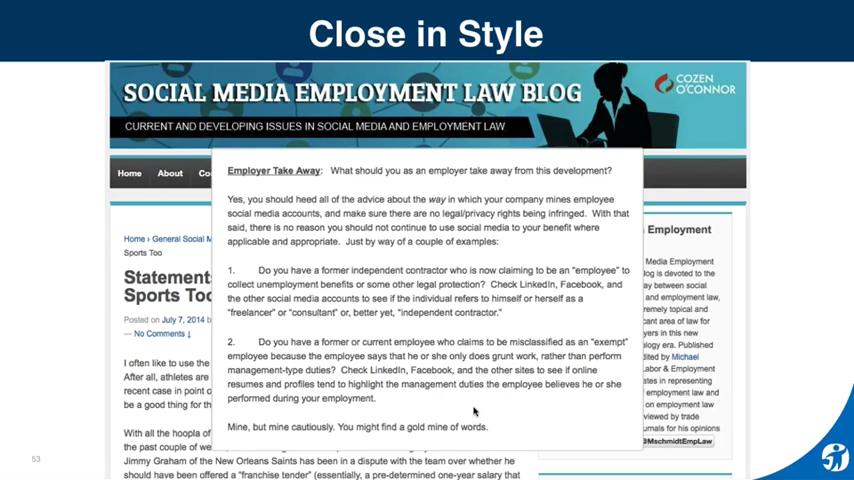 Close in Style
SOCIAL MEDIA EMPLOYMENT LAW BLOG
COZEN
O'CONNOR
CURRENT AND DEVELOPING ISSUES IN SOCIAL MEDIA AND EMPLOYMENT LAW
Home About Co
Employer Take Away: What should you as an employer take away from this development?
Yes, you should heed all of the advice about the way in which your company mines employee
social media accounts, and make sure there are no legal/privacy rights being infringed. With that
said, there is no reason you should not continue to use social media to your benefit where
applicable and appropriate. Just by way of a couple of examples:
1. Do you have a former independent contractor who is now claiming to be an "employee" to
collect unemployment benefits or some other legal protection? Check LinkedIn, Facebook, and
the other social media accounts to see if the individual refers to himself or herself as a
"freelancer" or "consultant" or, better yet, "independent contractor."
2. Do you have a former or current employee who claims to be misclassified as an "exempt"
employee because the employee says that he or she only does grunt work, rather than perform
management-type duties? Check LinkedIn, Facebook, and the other sites to see if online
resumes and profiles tend to highlight the management duties the employee believes he or she
performed during your employment.
Mine, but mine cautiously. You might find a gold mine of words.
Home › General Social M
Sports Too
Statements
Sports Too
Posted on July 7, 2014 b
— No Comments ↓
I often like to use the
After all, athletes are
recent case in point o
be a good thing for th
With all the hoopla of
the past couple of we
Jimmy Graham of the New Orleans Saints has been in a dispute with the team over whether he
should have been offered a "franchise tender" (essentially, a pre-determined one-year salary that
Employment
Media Employment
log is devoted to the
ay between social
and employment law,
remely topical and
cant area of law for
yers in this new
ology era. Published
dited by Michael
Labor & Employment
ates in representing
of employment law
viewed by trade
urnals for his opinions
@MschmidtEmpLaw
53